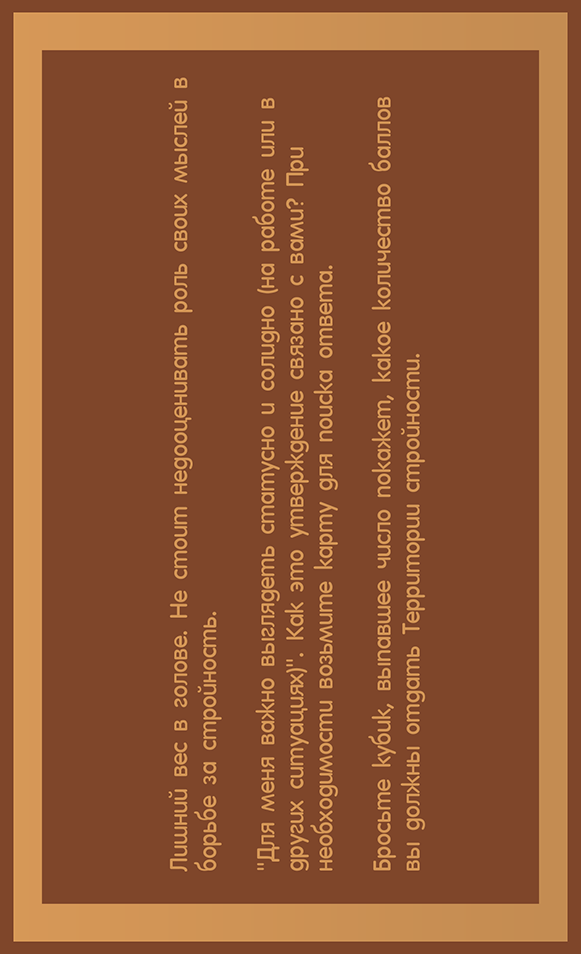 Лишний вес в голове. Не стоит недооценивать роль своих мыслей в
борьбе за стройность.
"Для меня важно выглядеть статусно и солидно (на работе или в
других ситуациях)". Как это утверждение связано с вами? При
необходимости возьмите карту для поиска ответа.
Бросьте кубик, выпавшее число покажет, какое количество баллов
вы должны отдать Территории стройности.